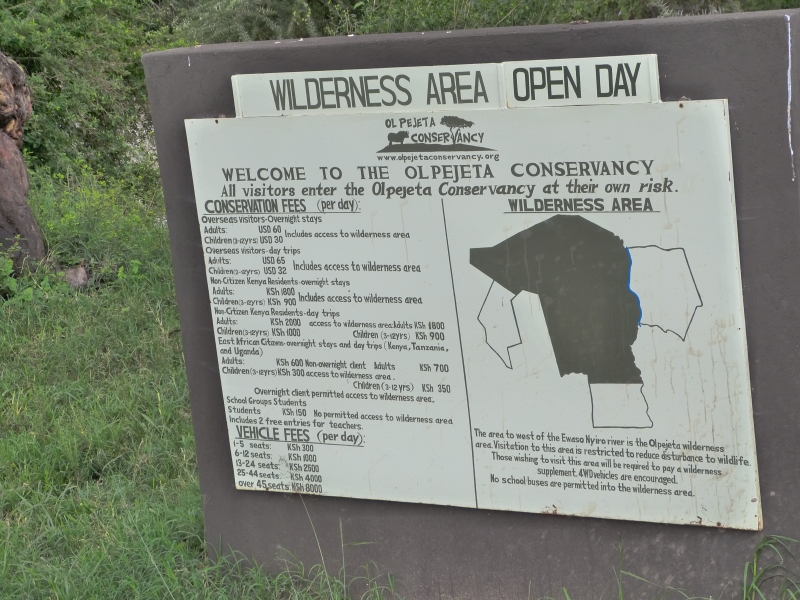 WILDERNESS AREA OPEN DAY
OL PEJETA
CONSERVANCY
www.olpejetaconservancy.org
WELCOME TO THE OLPEJETA CONSERVANCY
All visitors enter the Olpejeta Conservancy at their own risk.
CONSERVATION FEES (per day):
Overseas visitors-Overnight stays
Adults: USD 60
Children(3-12yrs) USD 30 Includes access to wilderness area
Overseas visitors-day trips
Adults: USD 65
Children(3-12yrs) USD 32 Includes access to wilderness area
Non-Citizen Kenya Residents-overnight stays
Adults: KSh 1800
Children(3-12yrs) KSh 900 Includes access to wilderness area
Non-Citizen Kenya Residents-day trips
Adults: KSh 2000 access to wilderness area:Adults KSh 1800
Children(3-12yrs) KSh 1000 Children (3-12yrs) KSh 900
East African Citizens-overnight stays and day trips (Kenya, Tanzania,
and Uganda)
Adults: KSh 600 Non-overnight client Adults KSh 700
Children(3-12yrs) KSh 300 access to wilderness area.
Children (3-12 yrs) KSh 350
Overnight client permitted access to wilderness area.
School Groups Students
Students KSh 150 No permitted access to wilderness area
Includes 2 free entries for teachers.
VEHICLE FEES (per day):
1-5 seats: KSh 300
6-12 seats: KSh 1000
13-24 seats: KSh 2500
25-44 seats: KSh 4000
over 45 seats: KSh 8000
WILDERNESS AREA
The area to west of the Ewaso Nyiro river is the Olpejeta wilderness
area. Visitation to this area is restricted to reduce disturbance to wildlife.
Those wishing to visit this area will be required to pay a wilderness
supplement. 4WD vehicles are encouraged.
No school buses are permitted into the wilderness area.